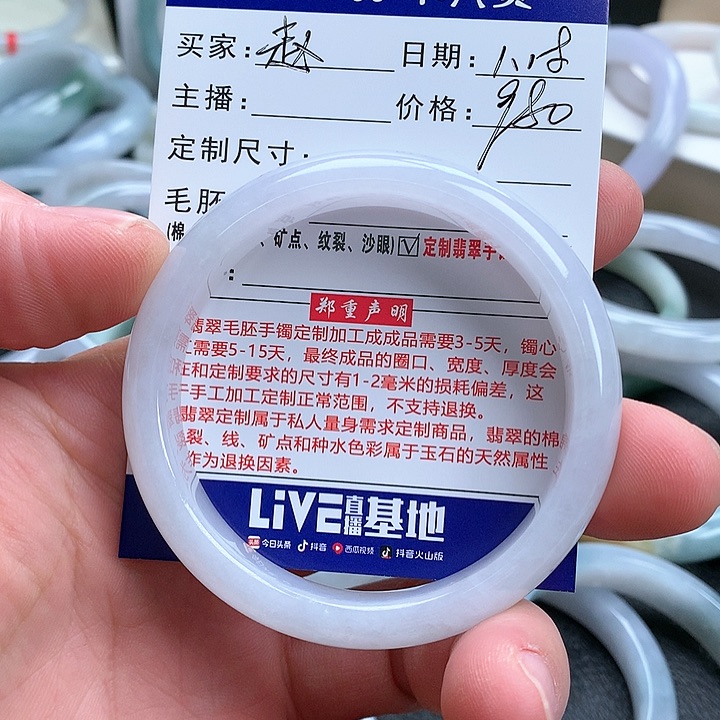 买家: 赵 日期: 1.18
主播: 价格: 980
定制尺寸:
毛胚
(棉、矿点、纹裂、沙眼) ☑定制翡翠手
郑重声明
翡翠毛胚手镯定制加工成成品需要3-5天，镯心
需要5-15天，最终成品的圈口、宽度、厚度会
在和定制要求的尺寸有1-2毫米的损耗偏差，这
于手工加工定制正常范围，不支持退换。
翡翠定制属于私人量身需求定制商品，翡翠的棉
裂、线、矿点和种水色彩属于玉石的天然属性
作为退换因素。
LiVE直播基地
头条 今日头条 抖音 西瓜视频 抖音火山版